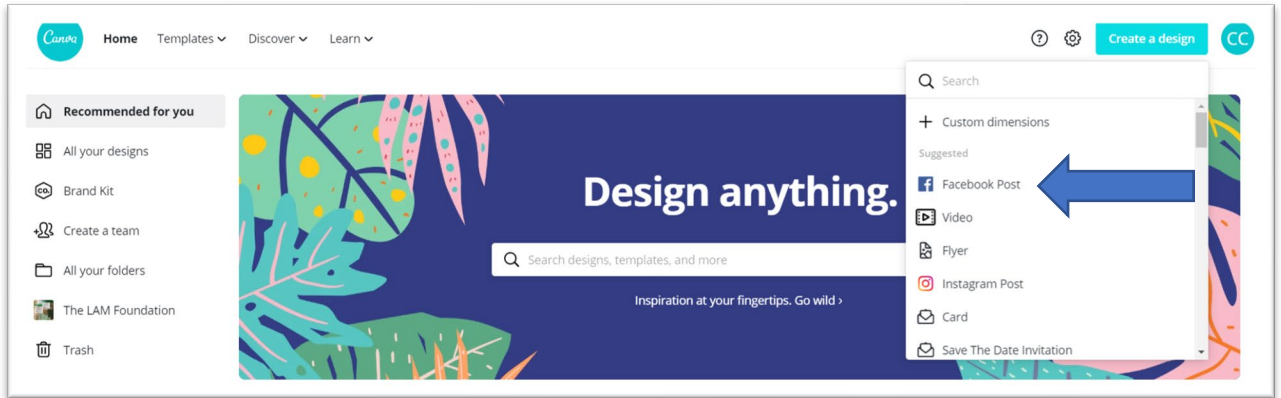 Canva
Home Templates Discover Learn
? Create a design CC
Recommended for you
All your designs
CO. Brand Kit
Create a team
All your folders
The LAM Foundation
Trash
Design anything.
Search designs, templates, and more
Inspiration at your fingertips. Go wild ›
Search
+ Custom dimensions
Suggested
Facebook Post
Video
Flyer
Instagram Post
Card
Save The Date Invitation